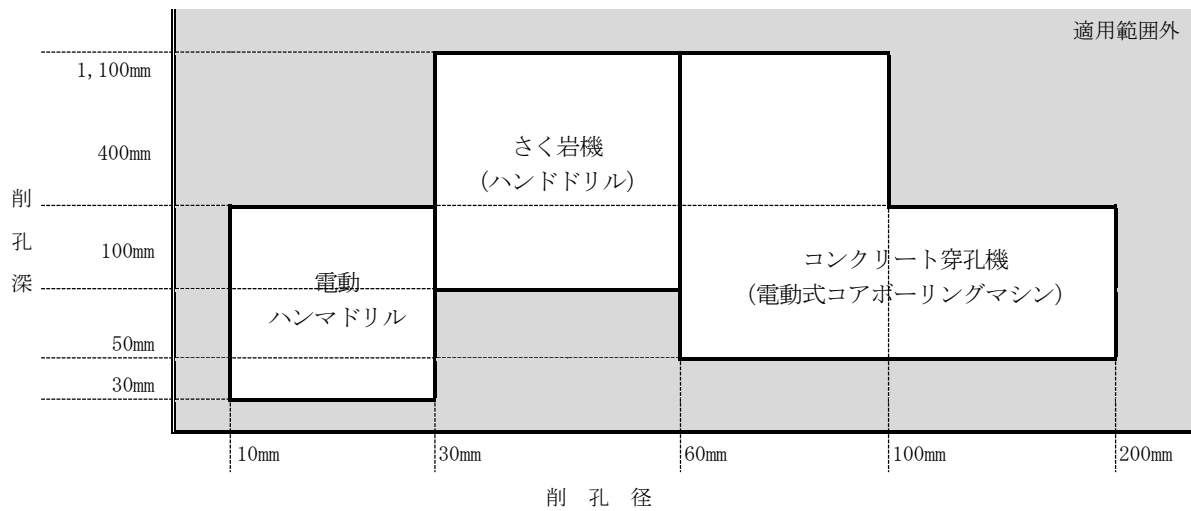 適用範囲外
1,100mm
400mm
100mm
50mm
30mm
削孔深
さく岩機
(ハンドドリル)
電動
ハンマドリル
コンクリート穿孔機
(電動式コアボーリングマシン)
10mm
30mm
60mm
100mm
200mm
削 孔 径